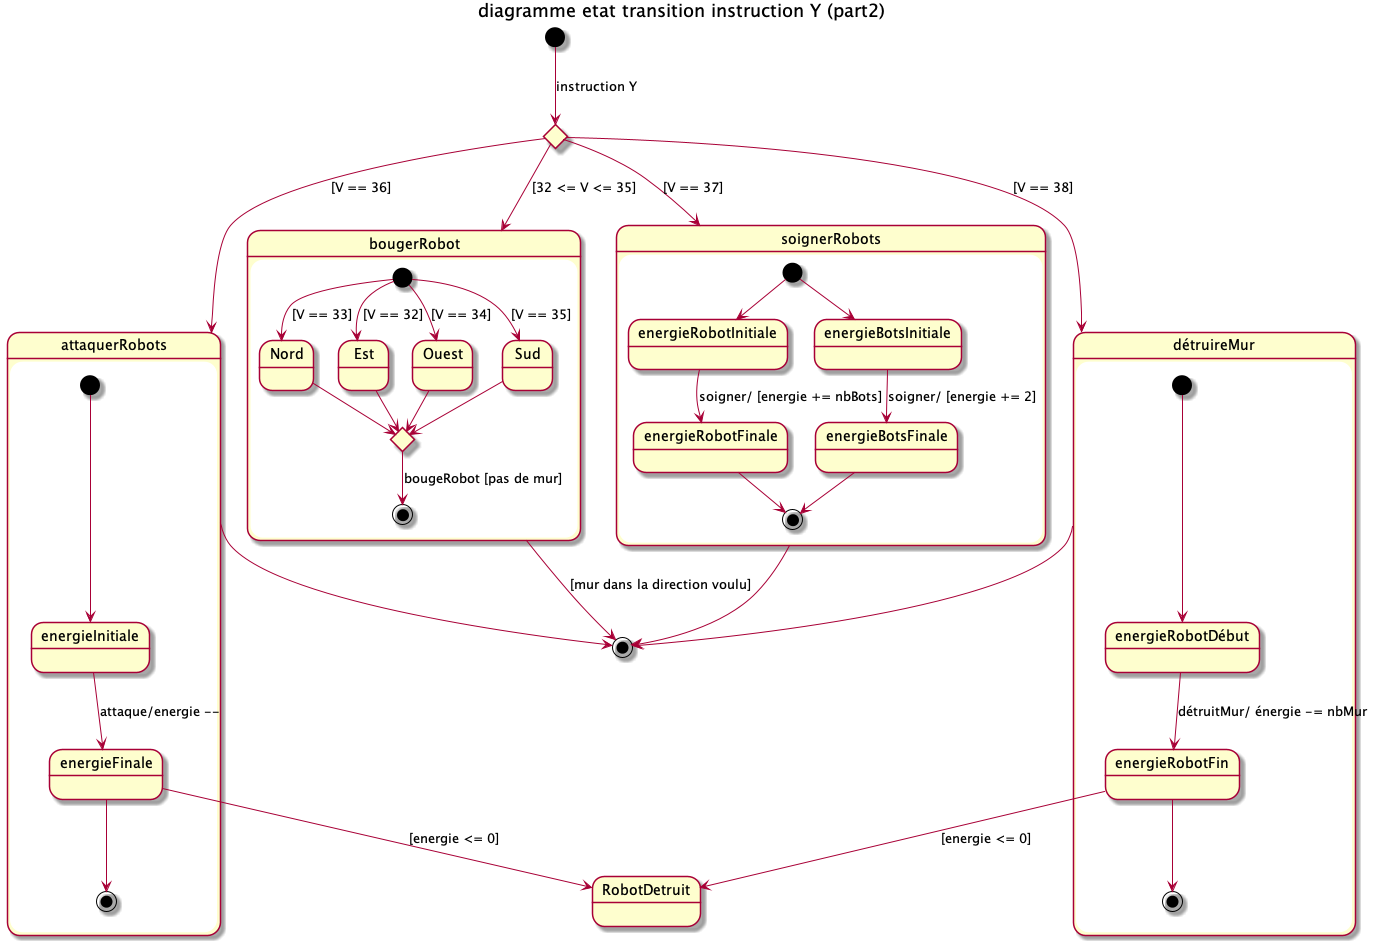 diagramme etat transition instruction Y (part2)
instruction Y
[V == 36]
[32 <= V <= 35]
[V == 37]
[V == 38]
bougerRobot
soignerRobots
[V == 33]
[V == 32]
[V == 34]
[V == 35]
energieRobotInitiale
energieBotsInitiale
attaquerRobots
Nord
Est
Ouest
Sud
détruireMur
soigner/ [energie += nbBots]
soigner/ [energie += 2]
energieRobotFinale
energieBotsFinale
bougeRobot [pas de mur]
[mur dans la direction voulu]
energieInitiale
energieRobotDébut
attaque/energie --
détruitMur/ énergie -= nbMur
energieFinale
energieRobotFin
[energie <= 0]
[energie <= 0]
RobotDetruit